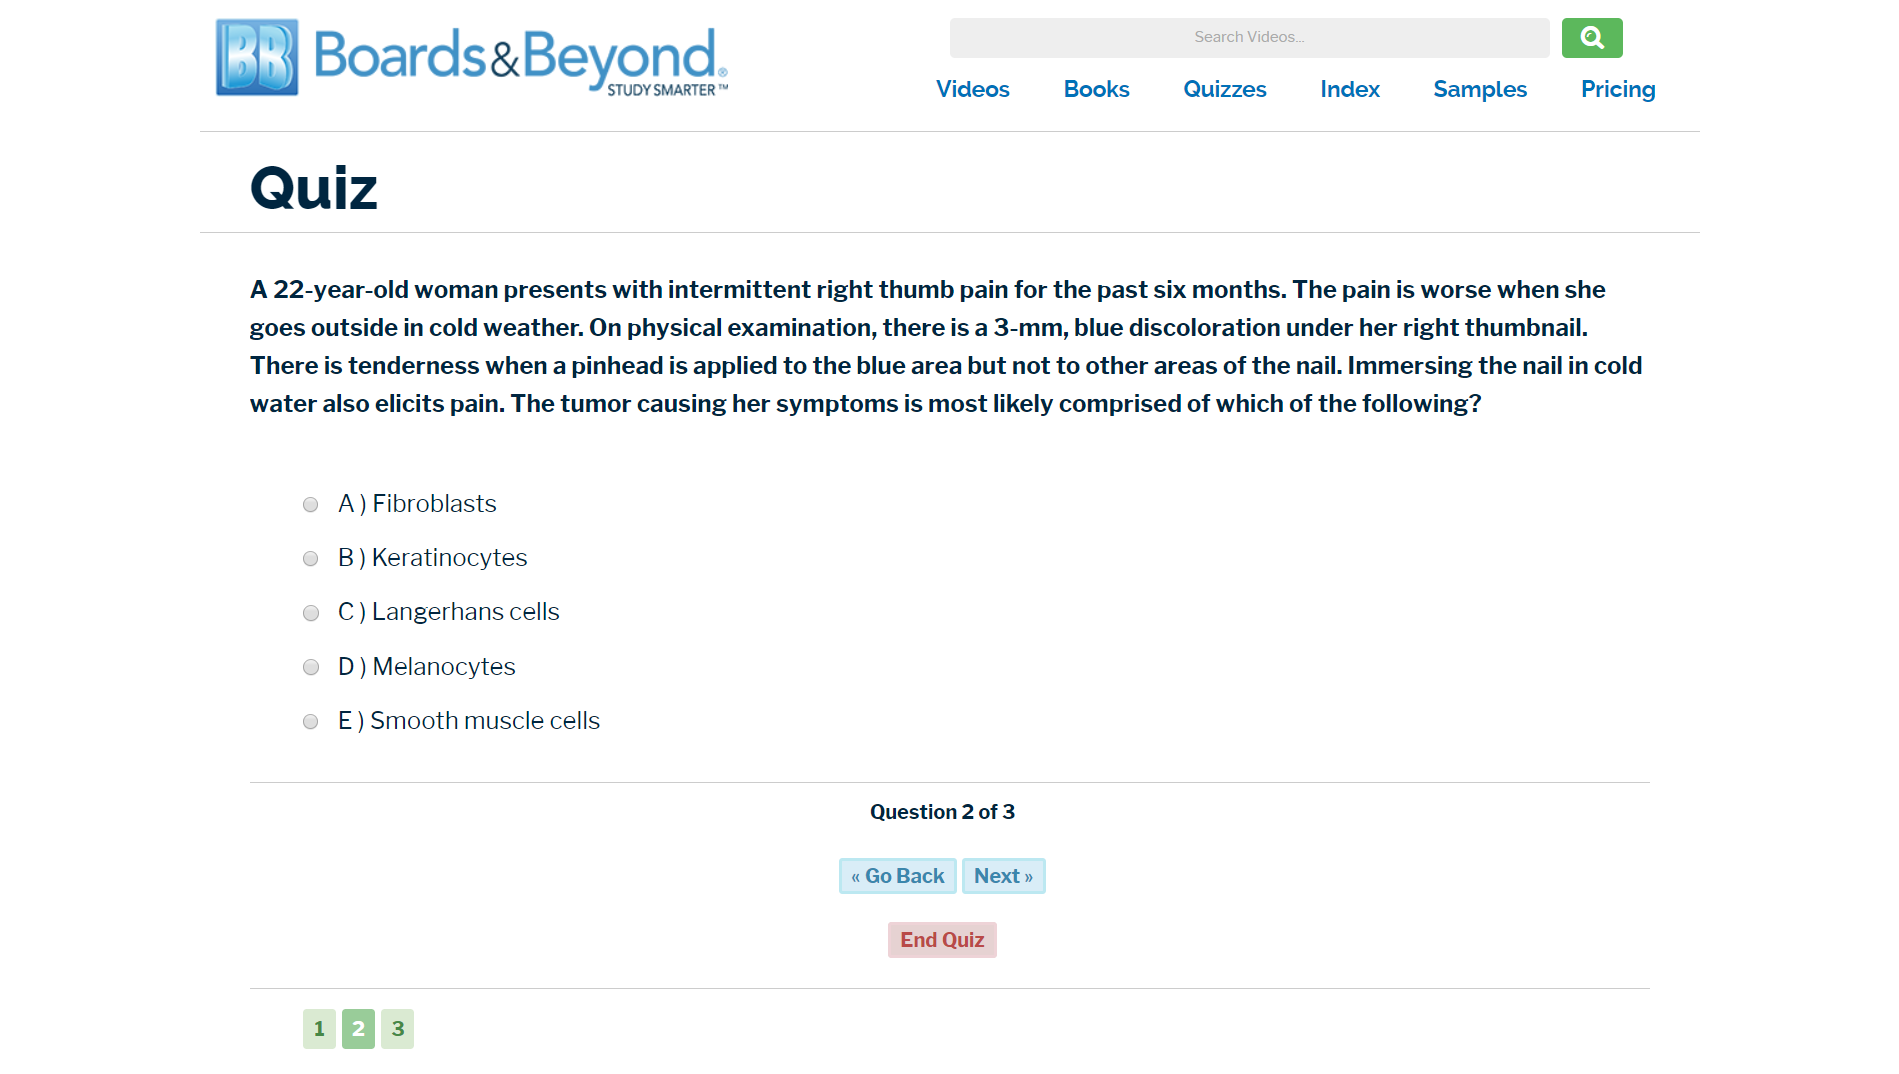 BB Boards&Beyond®
STUDY SMARTER™
Search Videos...
Videos Books Quizzes Index Samples Pricing
Quiz
A 22-year-old woman presents with intermittent right thumb pain for the past six months. The pain is worse when she
goes outside in cold weather. On physical examination, there is a 3-mm, blue discoloration under her right thumbnail.
There is tenderness when a pinhead is applied to the blue area but not to other areas of the nail. Immersing the nail in cold
water also elicits pain. The tumor causing her symptoms is most likely comprised of which of the following?
A ) Fibroblasts
B ) Keratinocytes
C ) Langerhans cells
D ) Melanocytes
E ) Smooth muscle cells
Question 2 of 3
« Go Back Next »
End Quiz
1 2 3